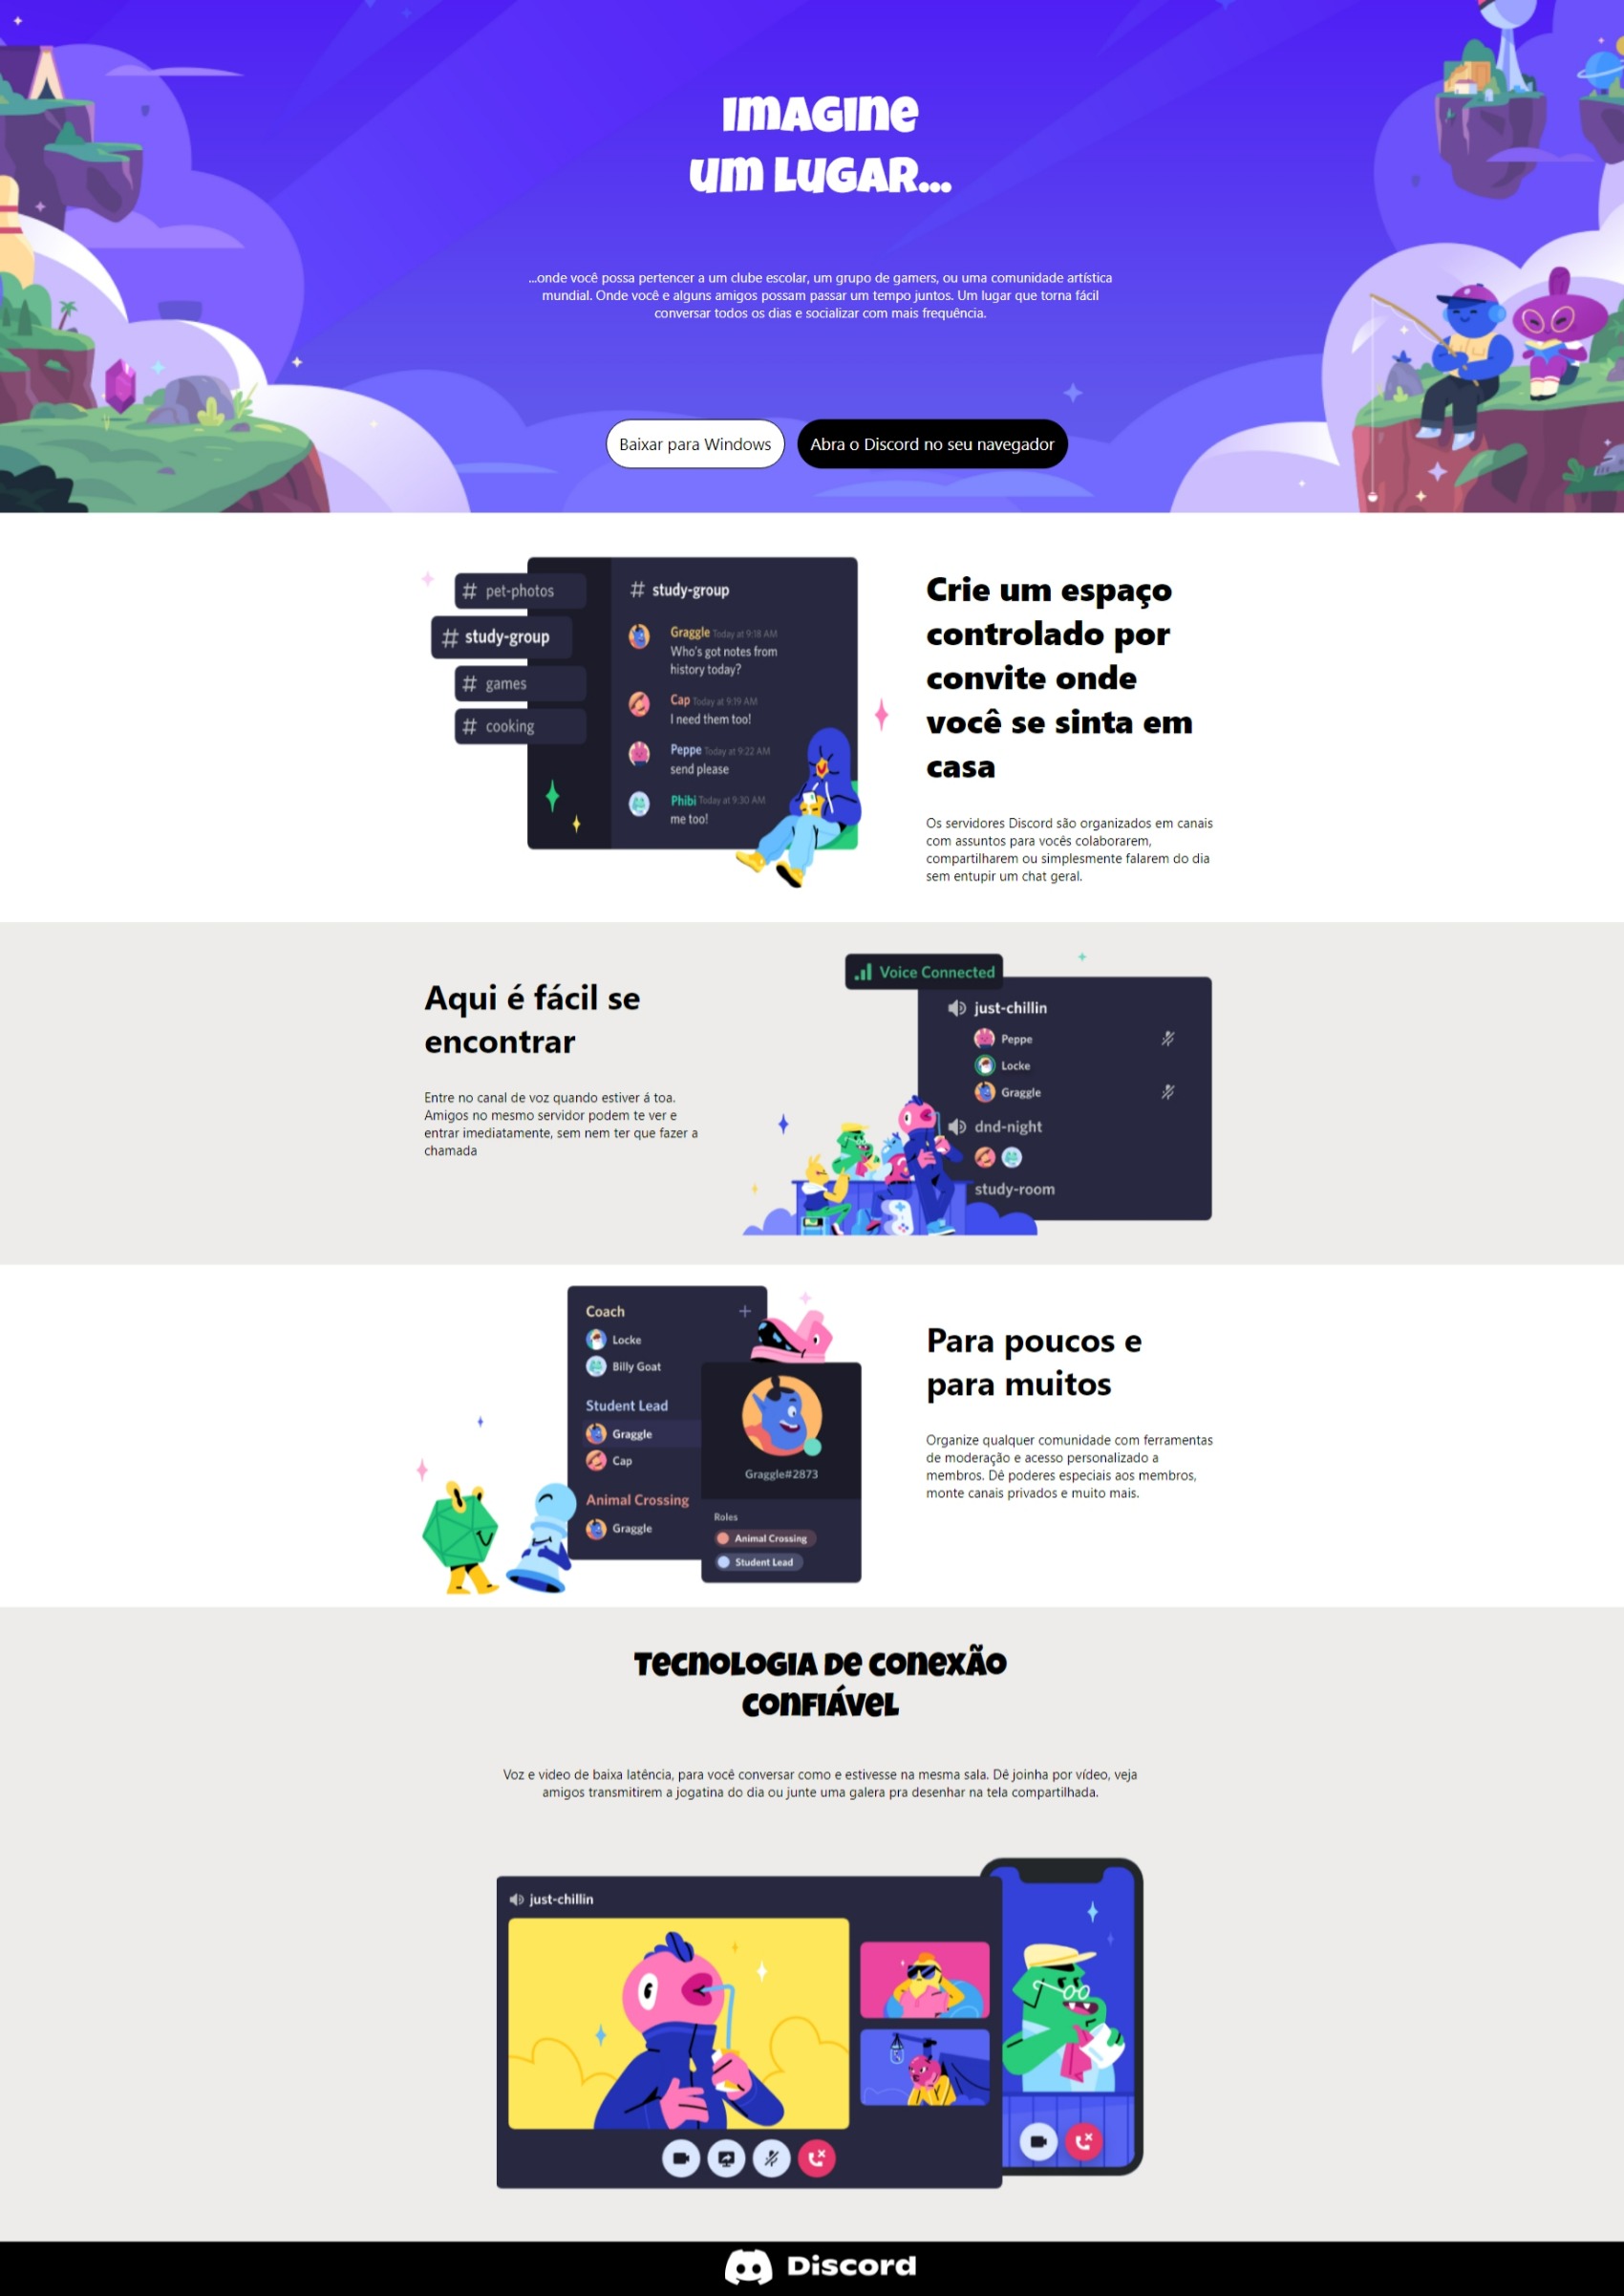 Imagine
um lugar...
...onde você possa pertencer a um clube escolar, um grupo de gamers, ou uma comunidade artística
mundial. Onde você e alguns amigos possam passar um tempo juntos. Um lugar que torna fácil
conversar todos os dias e socializar com mais frequência.
Baixar para Windows
Abra o Discord no seu navegador
# pet-photos
# study-group
# games
# cooking
# study-group
Graggle Today at 9:18 AM
Who's got notes from
history today?
Cap Today at 9:19 AM
I need them too!
Peppe Today at 9:22 AM
send please
Phibi Today at 9:30 AM
me too!
Crie um espaço
controlado por
convite onde
você se sinta em
casa
Os servidores Discord são organizados em canais
com assuntos para vocês colaborarem,
compartilharem ou simplesmente falarem do dia
sem entupir um chat geral.
Aqui é fácil se
encontrar
Entre no canal de voz quando estiver á toa.
Amigos no mesmo servidor podem te ver e
entrar imediatamente, sem nem ter que fazer a
chamada
Voice Connected
just-chillin
Peppe
Locke
Graggle
dnd-night
study-room
Coach
Locke
Billy Goat
Student Lead
Graggle
Cap
Animal Crossing
Graggle
Graggle#2873
Roles
Animal Crossing
Student Lead
Para poucos e
para muitos
Organize qualquer comunidade com ferramentas
de moderação e acesso personalizado a
membros. Dê poderes especiais aos membros,
monte canais privados e muito mais.
Tecnologia de conexão
confiável
Voz e video de baixa latência, para você conversar como e estivesse na mesma sala. Dê joinha por vídeo, veja
amigos transmitirem a jogatina do dia ou junte uma galera pra desenhar na tela compartilhada.
just-chillin
Discord